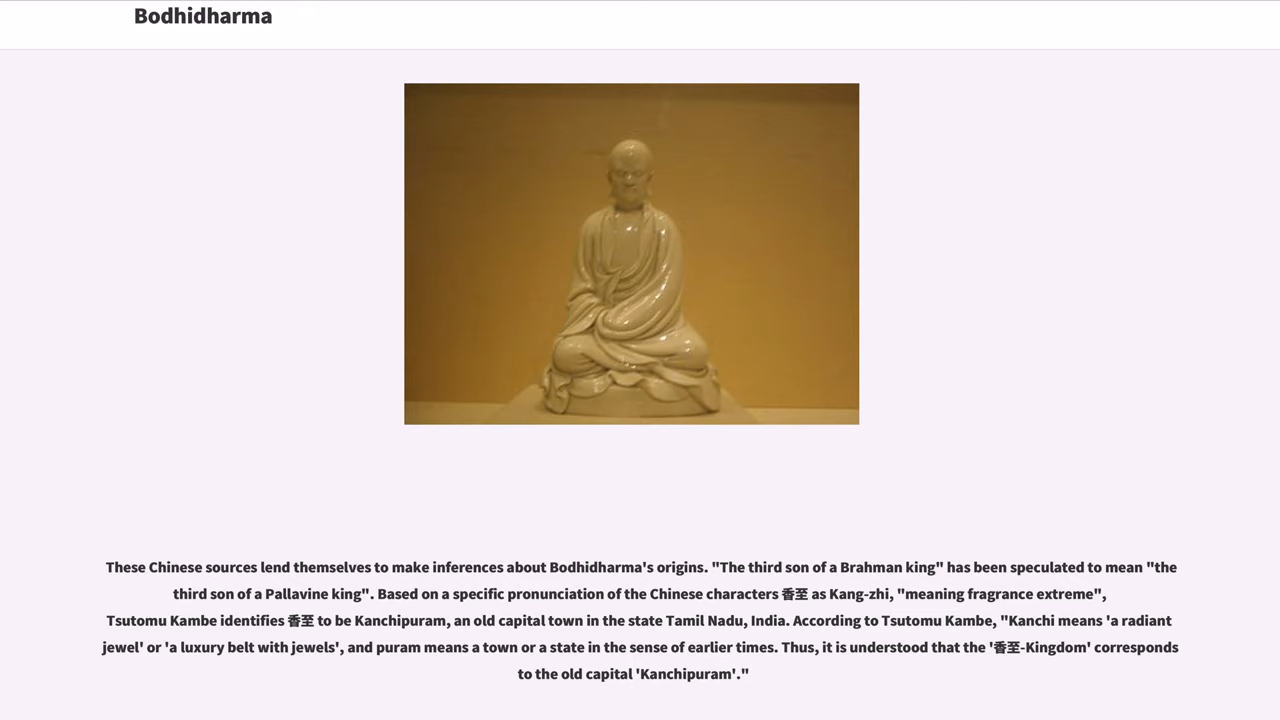 Bodhidharma
These Chinese sources lend themselves to make inferences about Bodhidharma's origins. "The third son of a Brahman king" has been speculated to mean "the
third son of a Pallavine king". Based on a specific pronunciation of the Chinese characters 香至 as Kang-zhi, "meaning fragrance extreme",
Tsutomu Kambe identifies 香至 to be Kanchipuram, an old capital town in the state Tamil Nadu, India. According to Tsutomu Kambe, "Kanchi means 'a radiant
jewel' or 'a luxury belt with jewels', and puram means a town or a state in the sense of earlier times. Thus, it is understood that the '香至-Kingdom' corresponds
to the old capital 'Kanchipuram'."